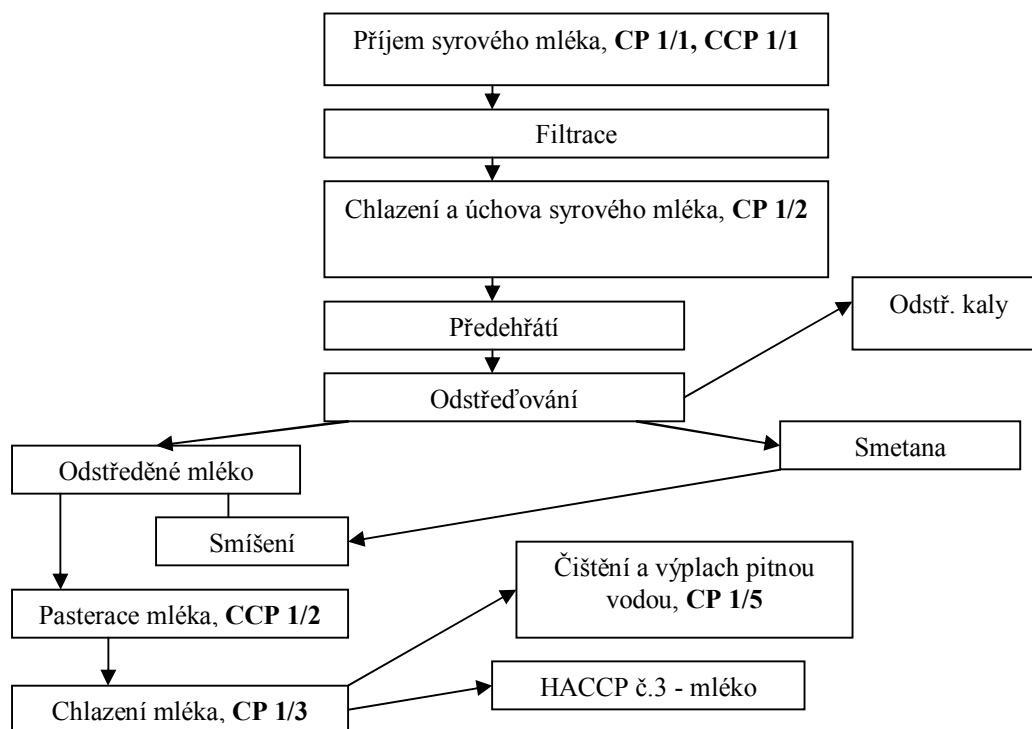 Příjem syrového mléka, CP 1/1, CCP 1/1
Filtrace
Chlazení a úchova syrového mléka, CP 1/2
Odstř. kaly
Předehřátí
Odstřeďování
Smetana
Odstředěné mléko
Smíšení
Čištění a výplach pitnou
vodou, CP 1/5
Pasterace mléka, CCP 1/2
HACCP č.3 - mléko
Chlazení mléka, CP 1/3